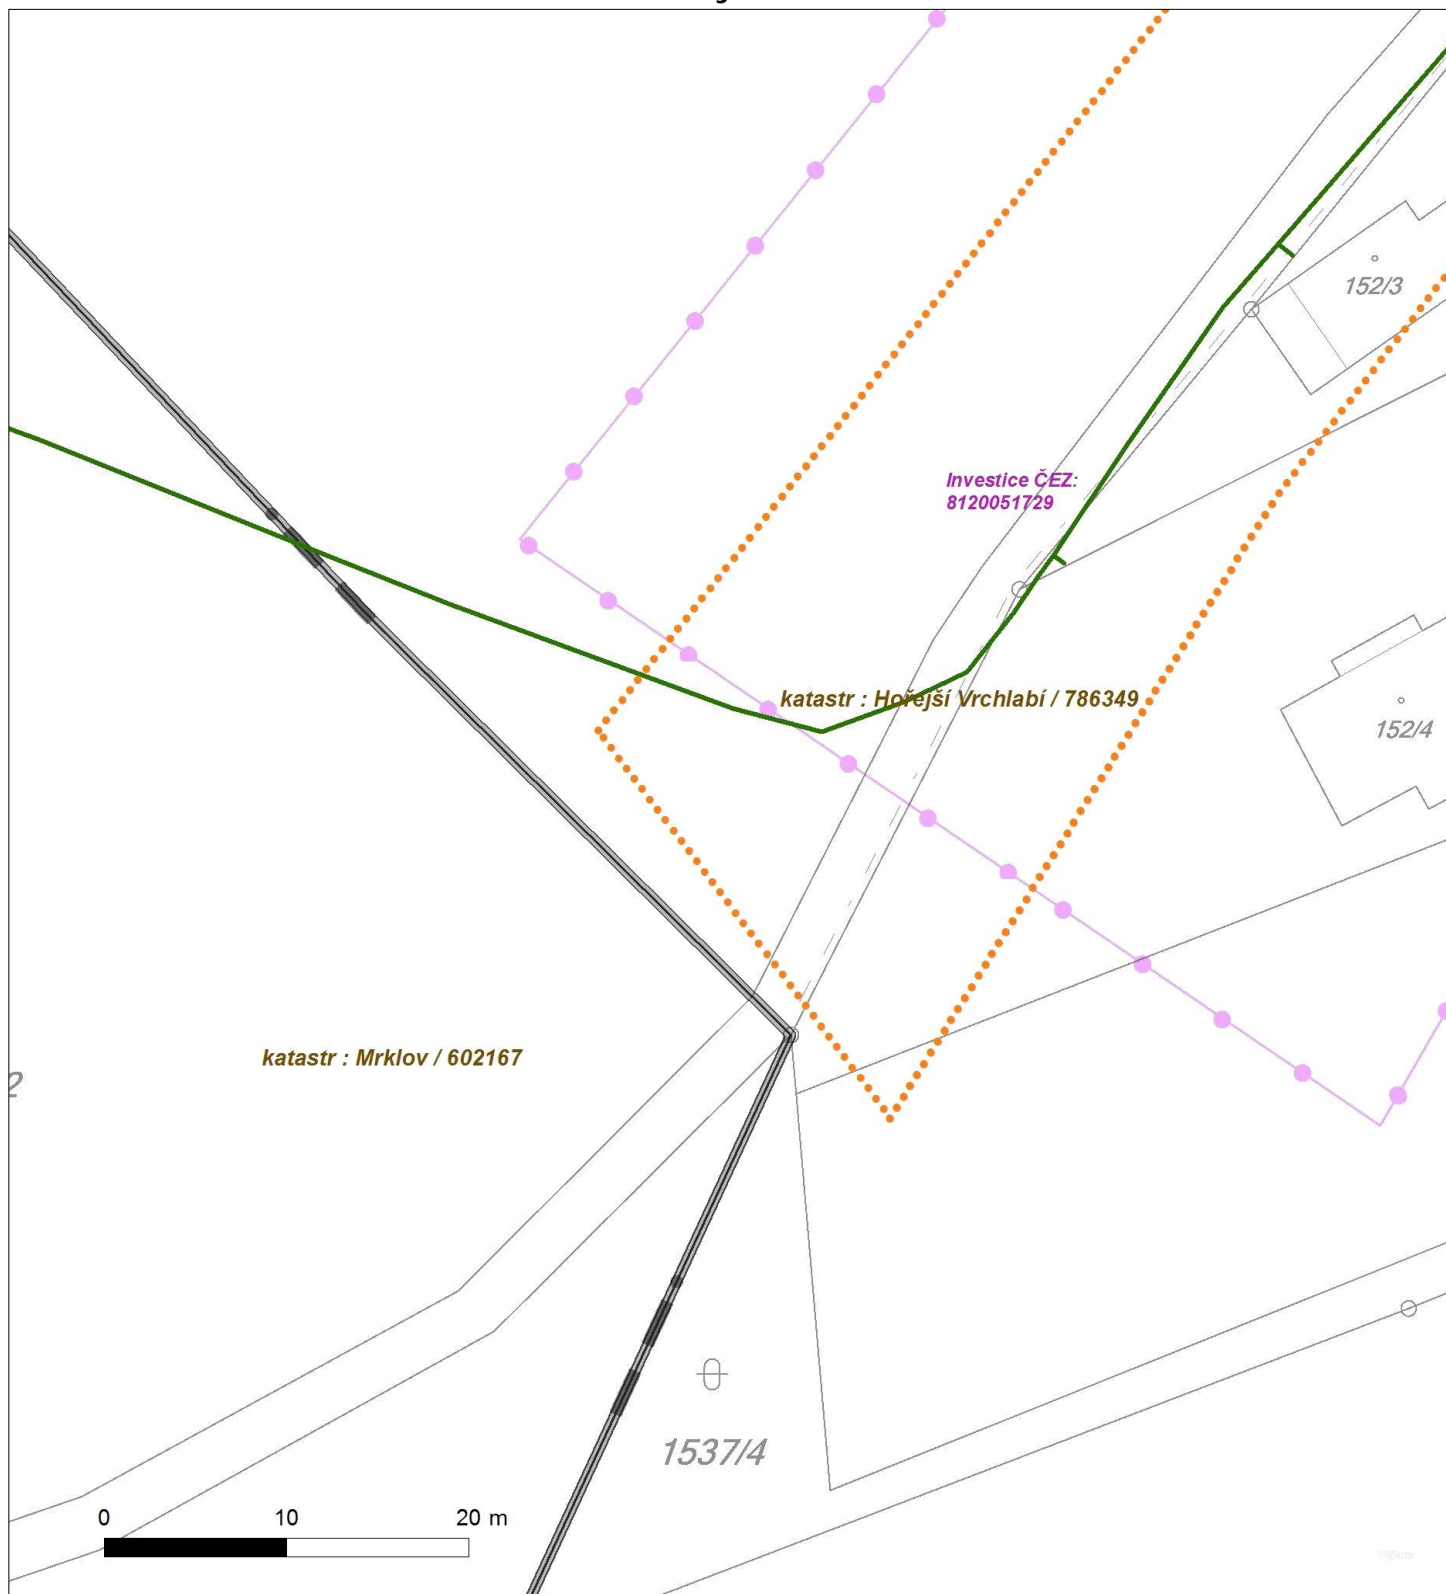 152/3
Investice ČEZ:
8120051729
katastr : Hořejší Vrchlabí / 786349
152/4
katastr : Mrklov / 602167
2
1537/4
0 10 20 m